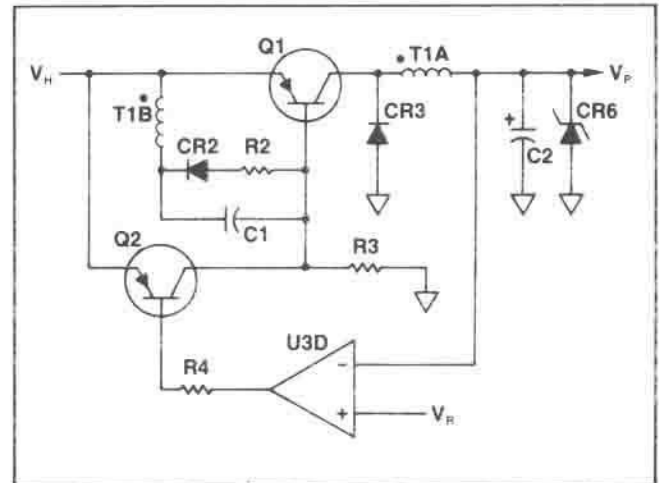 Q1
T1A
V_H
V_P
T1B
CR3
CR6
CR2
R2
+
C2
C1
Q2
R3
U3D
R4
−
+
V_R